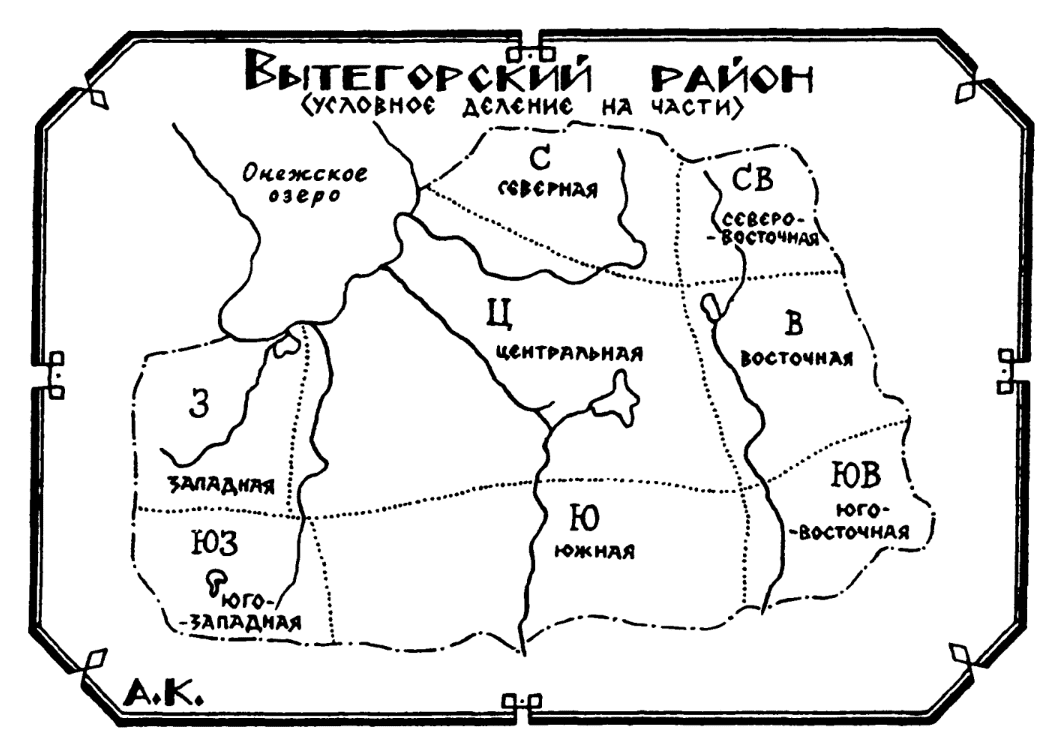 ВЫТЕГОРСКИЙ РАЙОН
(УСЛОВНОЕ ДЕЛЕНИЕ НА ЧАСТИ)
Онежское
озеро
С
СЕВЕРНАЯ
СВ
СЕВЕРО-
-ВОСТОЧНАЯ
Ц
ЦЕНТРАЛЬНАЯ
В
ВОСТОЧНАЯ
З
ЗАПАДНАЯ
ЮЗ
ЮГО-
-ЗАПАДНАЯ
Ю
ЮЖНАЯ
ЮВ
ЮГО-
-ВОСТОЧНАЯ
А.К.